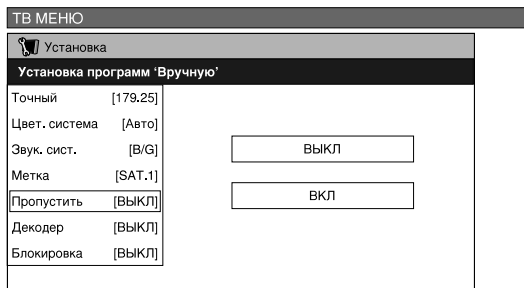 ТВ МЕНЮ
Установка
Установка программ ‘Вручную’
Точный [179.25]
Цвет. система [Авто]
Звук. сист. [B/G]
Метка [SAT.1]
Пропустить [ВЫКЛ]
Декодер [ВЫКЛ]
Блокировка [ВЫКЛ]
ВЫКЛ
ВКЛ